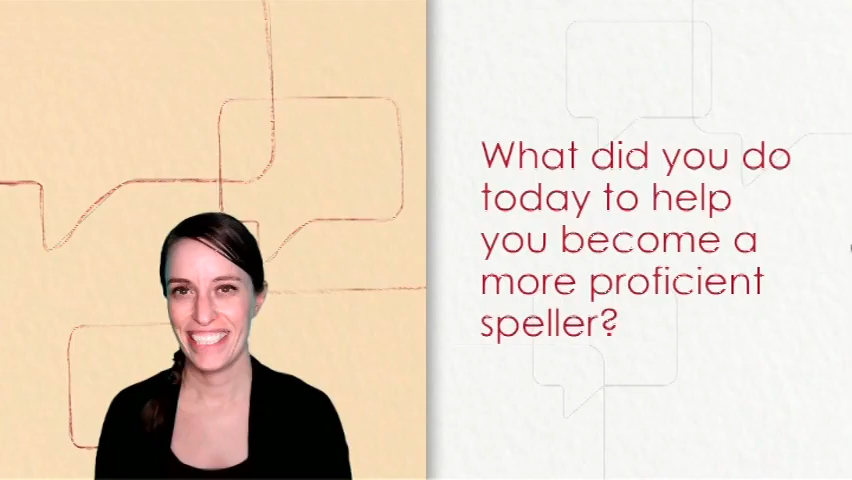 What did you do
today to help
you become a
more proficient
speller?